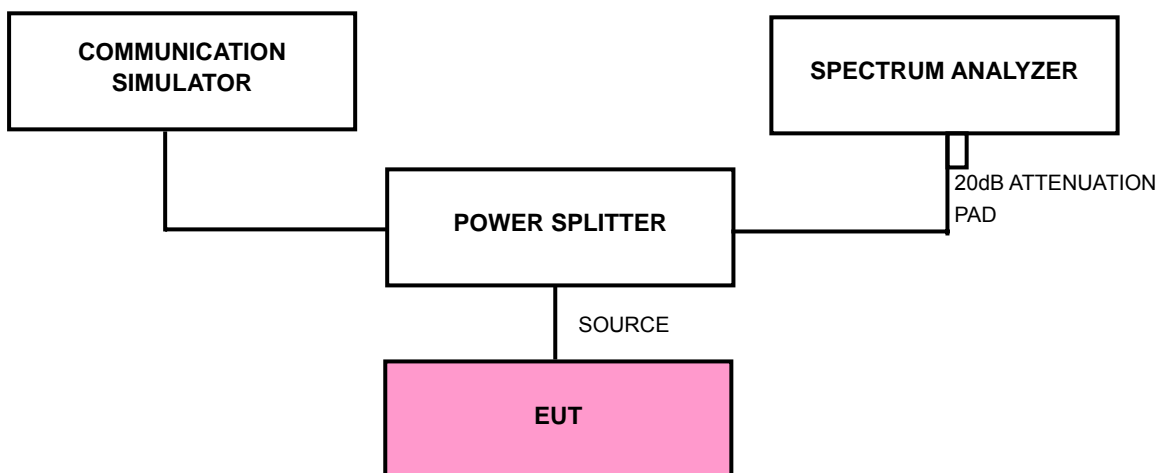 COMMUNICATION
SIMULATOR
SPECTRUM ANALYZER
20dB ATTENUATION
PAD
POWER SPLITTER
SOURCE
EUT